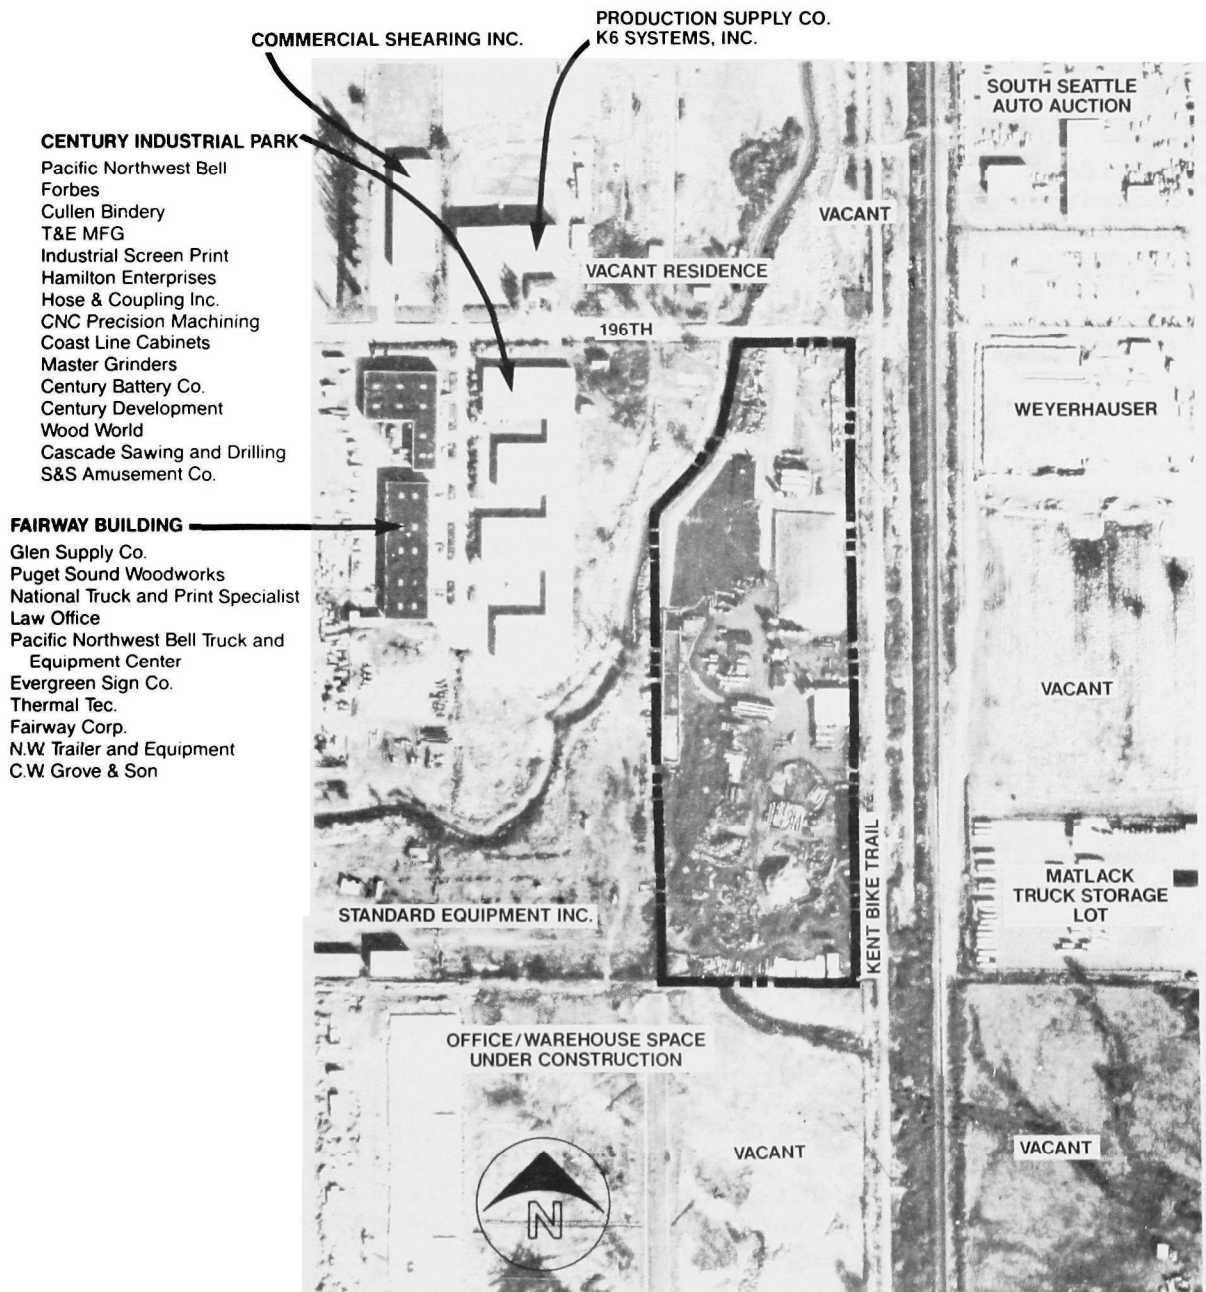 PRODUCTION SUPPLY CO.
K6 SYSTEMS, INC.
COMMERCIAL SHEARING INC.
SOUTH SEATTLE
AUTO AUCTION
CENTURY INDUSTRIAL PARK
Pacific Northwest Bell
Forbes
Cullen Bindery
T&E MFG
Industrial Screen Print
Hamilton Enterprises
Hose & Coupling Inc.
CNC Precision Machining
Coast Line Cabinets
Master Grinders
Century Battery Co.
Century Development
Wood World
Cascade Sawing and Drilling
S&S Amusement Co.
VACANT
VACANT RESIDENCE
196TH
WEYERHAUSER
FAIRWAY BUILDING
Glen Supply Co.
Puget Sound Woodworks
National Truck and Print Specialist
Law Office
Pacific Northwest Bell Truck and
Equipment Center
Evergreen Sign Co.
Thermal Tec.
Fairway Corp.
N.W. Trailer and Equipment
C.W. Grove & Son
VACANT
KENT BIKE TRAIL
MATLACK
TRUCK STORAGE
LOT
STANDARD EQUIPMENT INC.
OFFICE/WAREHOUSE SPACE
UNDER CONSTRUCTION
VACANT
VACANT
N